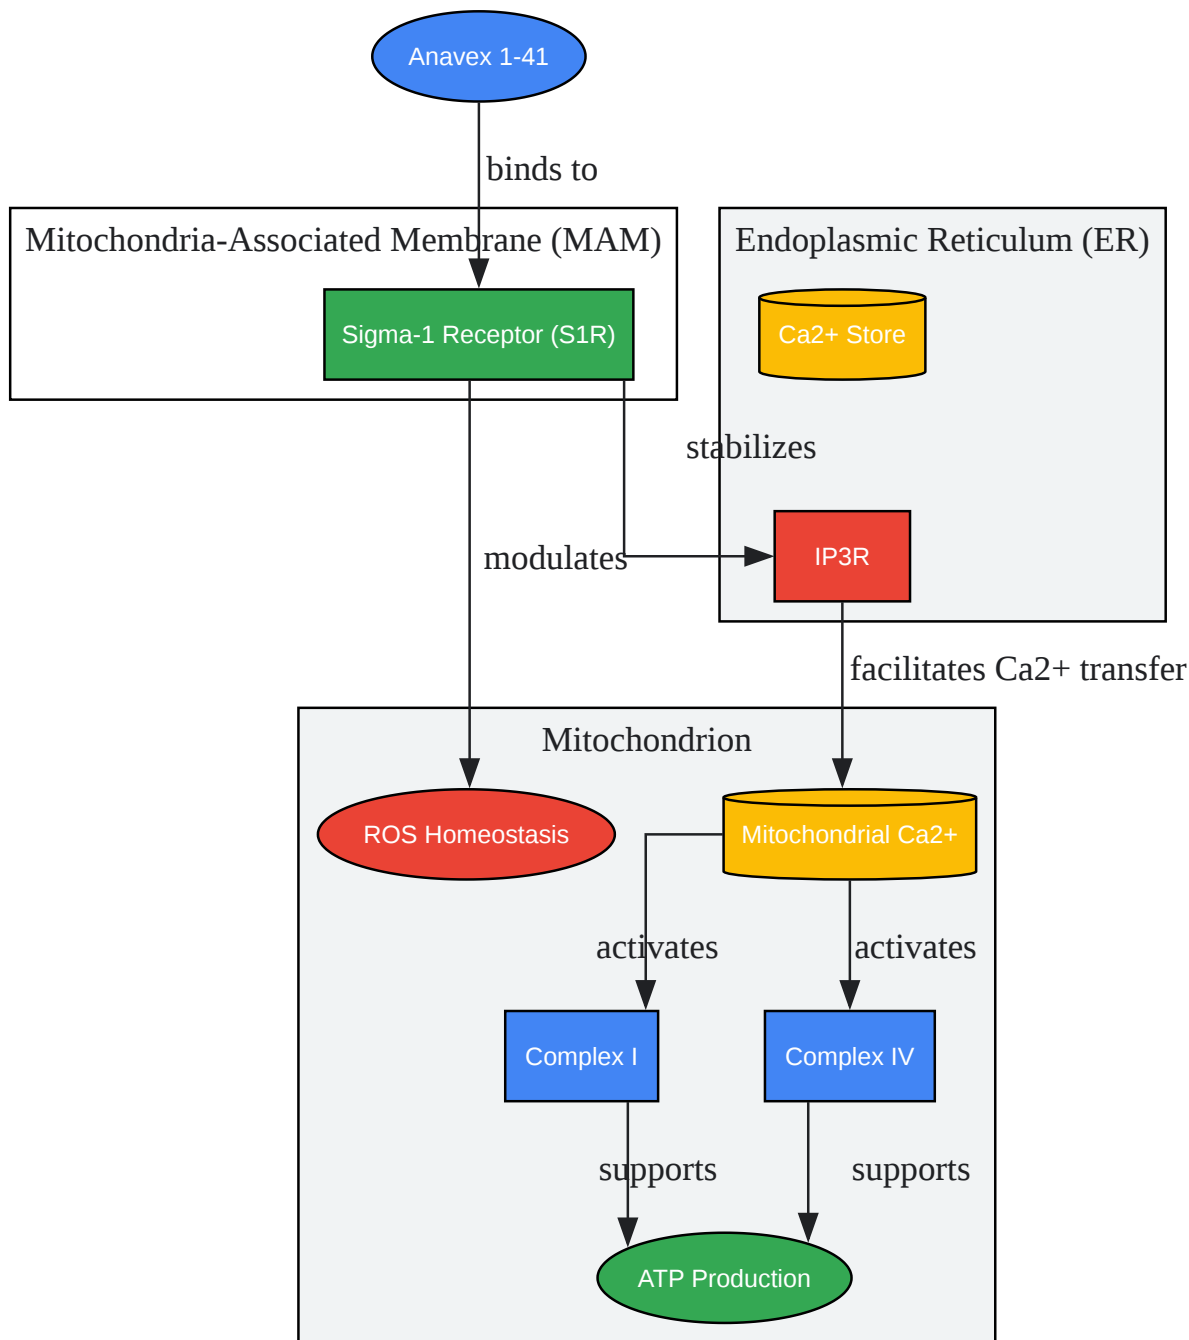 Anavex 1-41
binds to
Mitochondria-Associated Membrane (MAM)
Endoplasmic Reticulum (ER)
Sigma-1 Receptor (S1R)
Ca2+ Store
stabilizes
modulates
IP3R
facilitates Ca2+ transfer
Mitochondrion
ROS Homeostasis
Mitochondrial Ca2+
activates
activates
Complex I
Complex IV
supports
supports
ATP Production